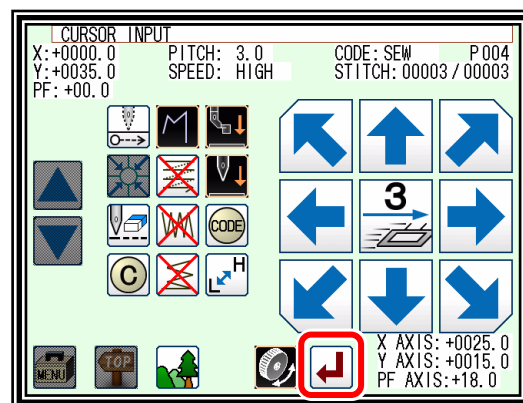 CURSOR INPUT
X:+0000.0 PITCH: 3.0 CODE:SEW P004
Y:+0035.0 SPEED: HIGH STITCH:00003/00003
PF:+00.0
3
CODE
C
L H
X AXIS:+0025.0
Y AXIS:+0015.0
MENU TOP PF AXIS:+18.0